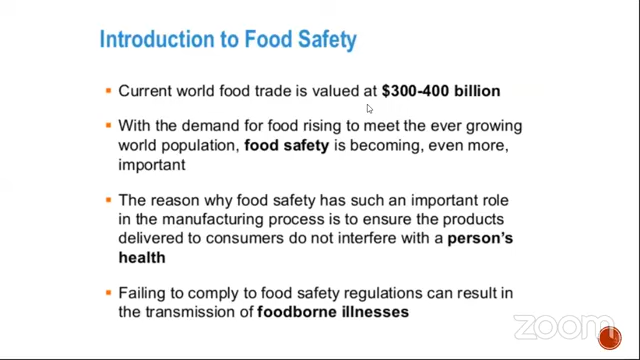 Introduction to Food Safety
Current world food trade is valued at $300-400 billion
With the demand for food rising to meet the ever growing
world population, food safety is becoming, even more,
important
The reason why food safety has such an important role
in the manufacturing process is to ensure the products
delivered to consumers do not interfere with a person's
health
Failing to comply to food safety regulations can result in
the transmission of foodborne illnesses
zoom